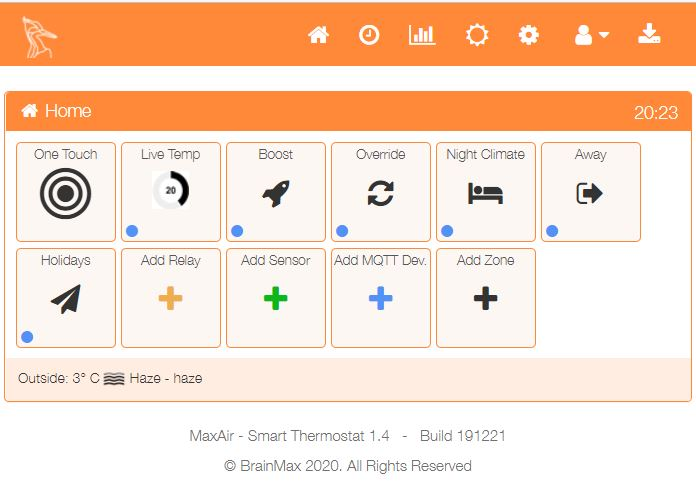 Home 20:23
One Touch Live Temp Boost Override Night Climate Away
20
Holidays Add Relay Add Sensor Add MQTT Dev. Add Zone
Outside: 3° C Haze - haze
MaxAir - Smart Thermostat 1.4 - Build 191221
© BrainMax 2020. All Rights Reserved